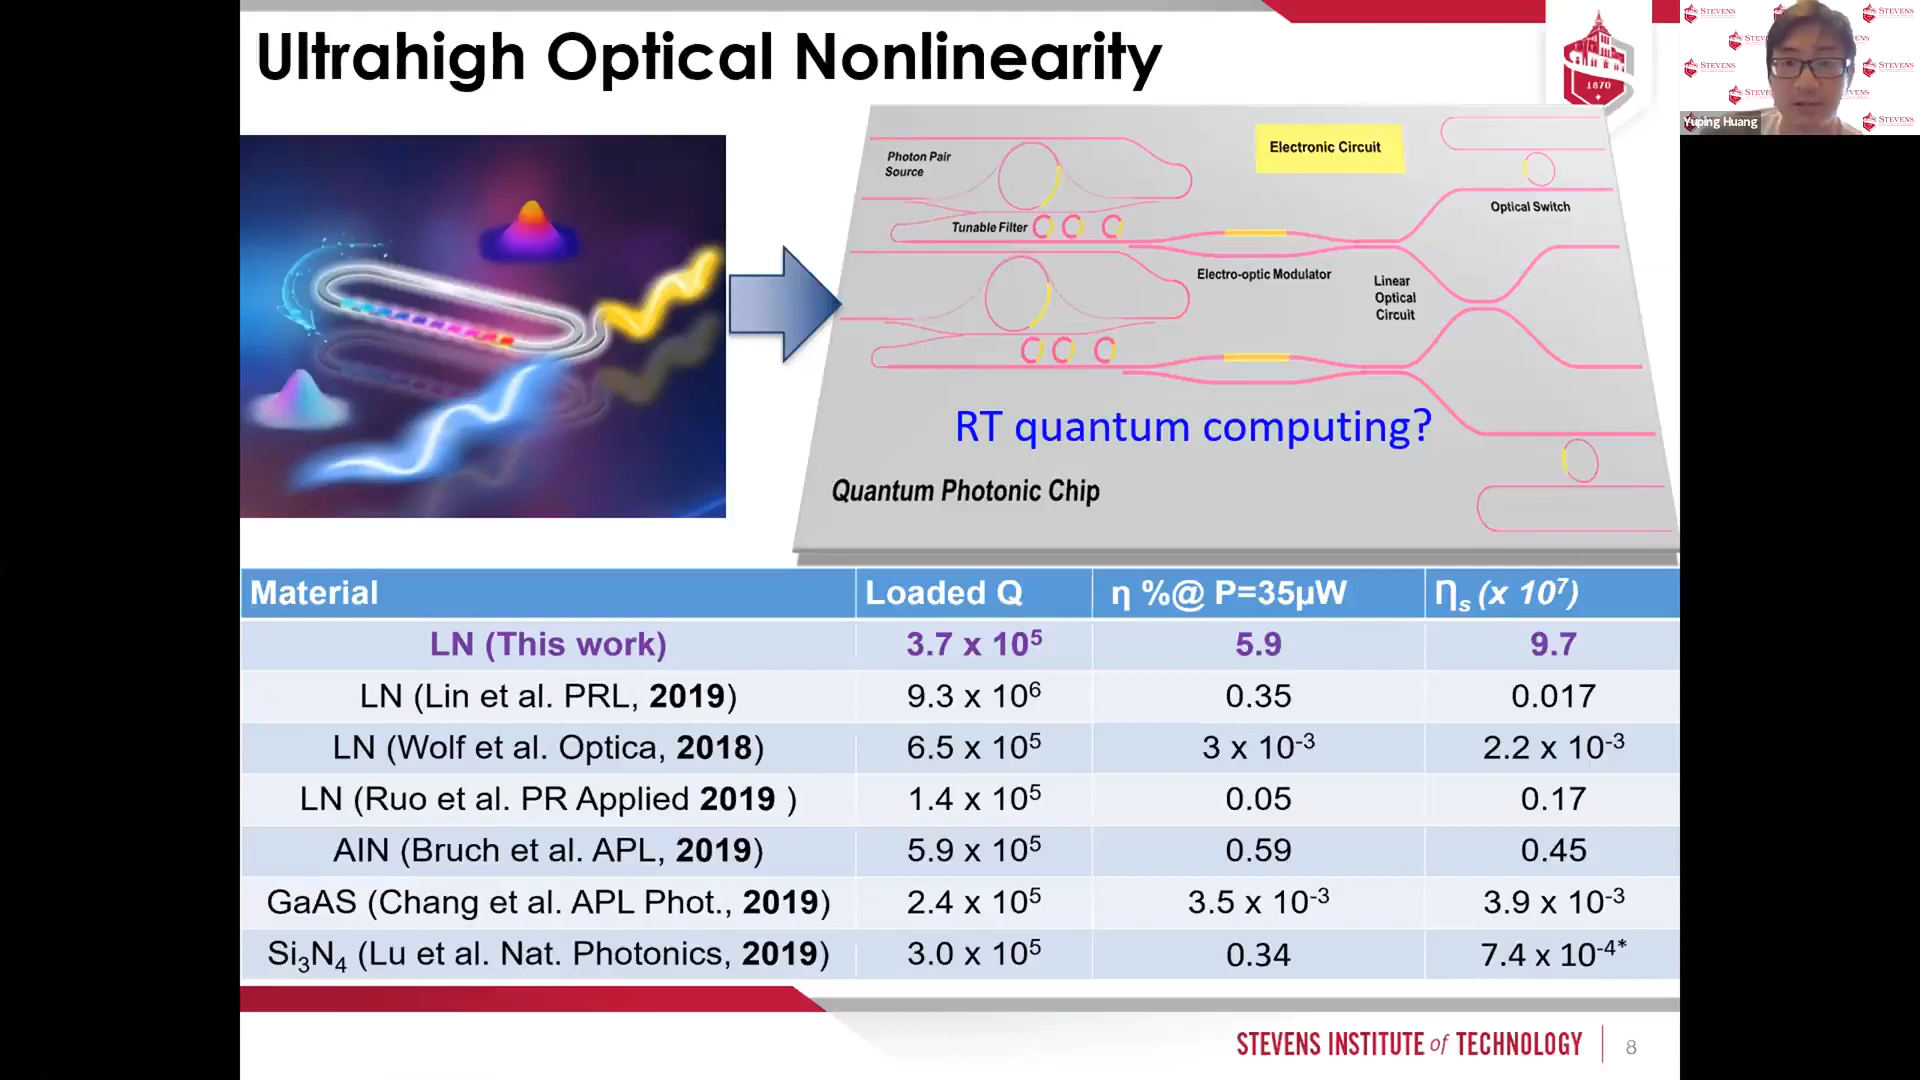 Ultrahigh Optical Nonlinearity
1870
STEVENS
STEVENS
STEVENS
STEVENS
STEVENS
STEVENS
Yuping Huang
Photon Pair
Source
Electronic Circuit
Tunable Filter
Optical Switch
Electro-optic Modulator
Linear
Optical
Circuit
RT quantum computing?
Quantum Photonic Chip
Material Loaded Q η %@ P=35μW Ƞₛ (x 10⁷)
LN (This work) 3.7 x 10⁵ 5.9 9.7
LN (Lin et al. PRL, 2019) 9.3 x 10⁶ 0.35 0.017
LN (Wolf et al. Optica, 2018) 6.5 x 10⁵ 3 x 10⁻³ 2.2 x 10⁻³
LN (Ruo et al. PR Applied 2019 ) 1.4 x 10⁵ 0.05 0.17
AlN (Bruch et al. APL, 2019) 5.9 x 10⁵ 0.59 0.45
GaAS (Chang et al. APL Phot., 2019) 2.4 x 10⁵ 3.5 x 10⁻³ 3.9 x 10⁻³
Si₃N₄ (Lu et al. Nat. Photonics, 2019) 3.0 x 10⁵ 0.34 7.4 x 10⁻⁴*
STEVENS INSTITUTE of TECHNOLOGY 8